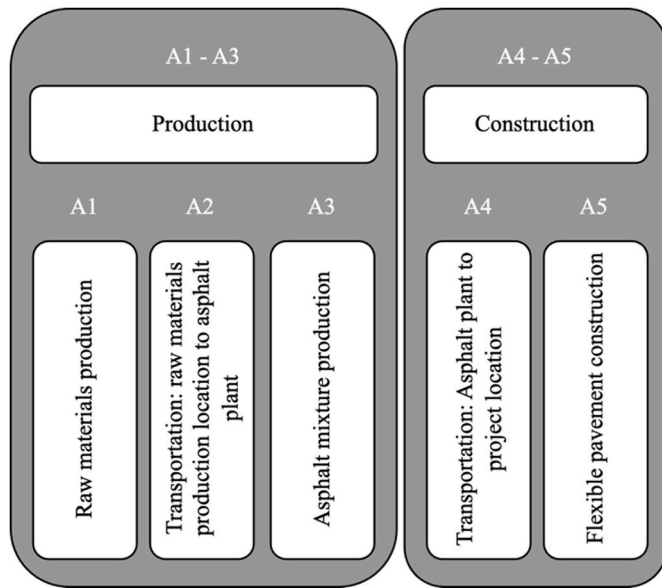 A1 - A3
Production
A1
A2
A3
Raw materials production
Transportation: raw materials
production location to asphalt
plant
Asphalt mixture production
A4 - A5
Construction
A4
A5
Transportation: Asphalt plant to
project location
Flexible pavement construction